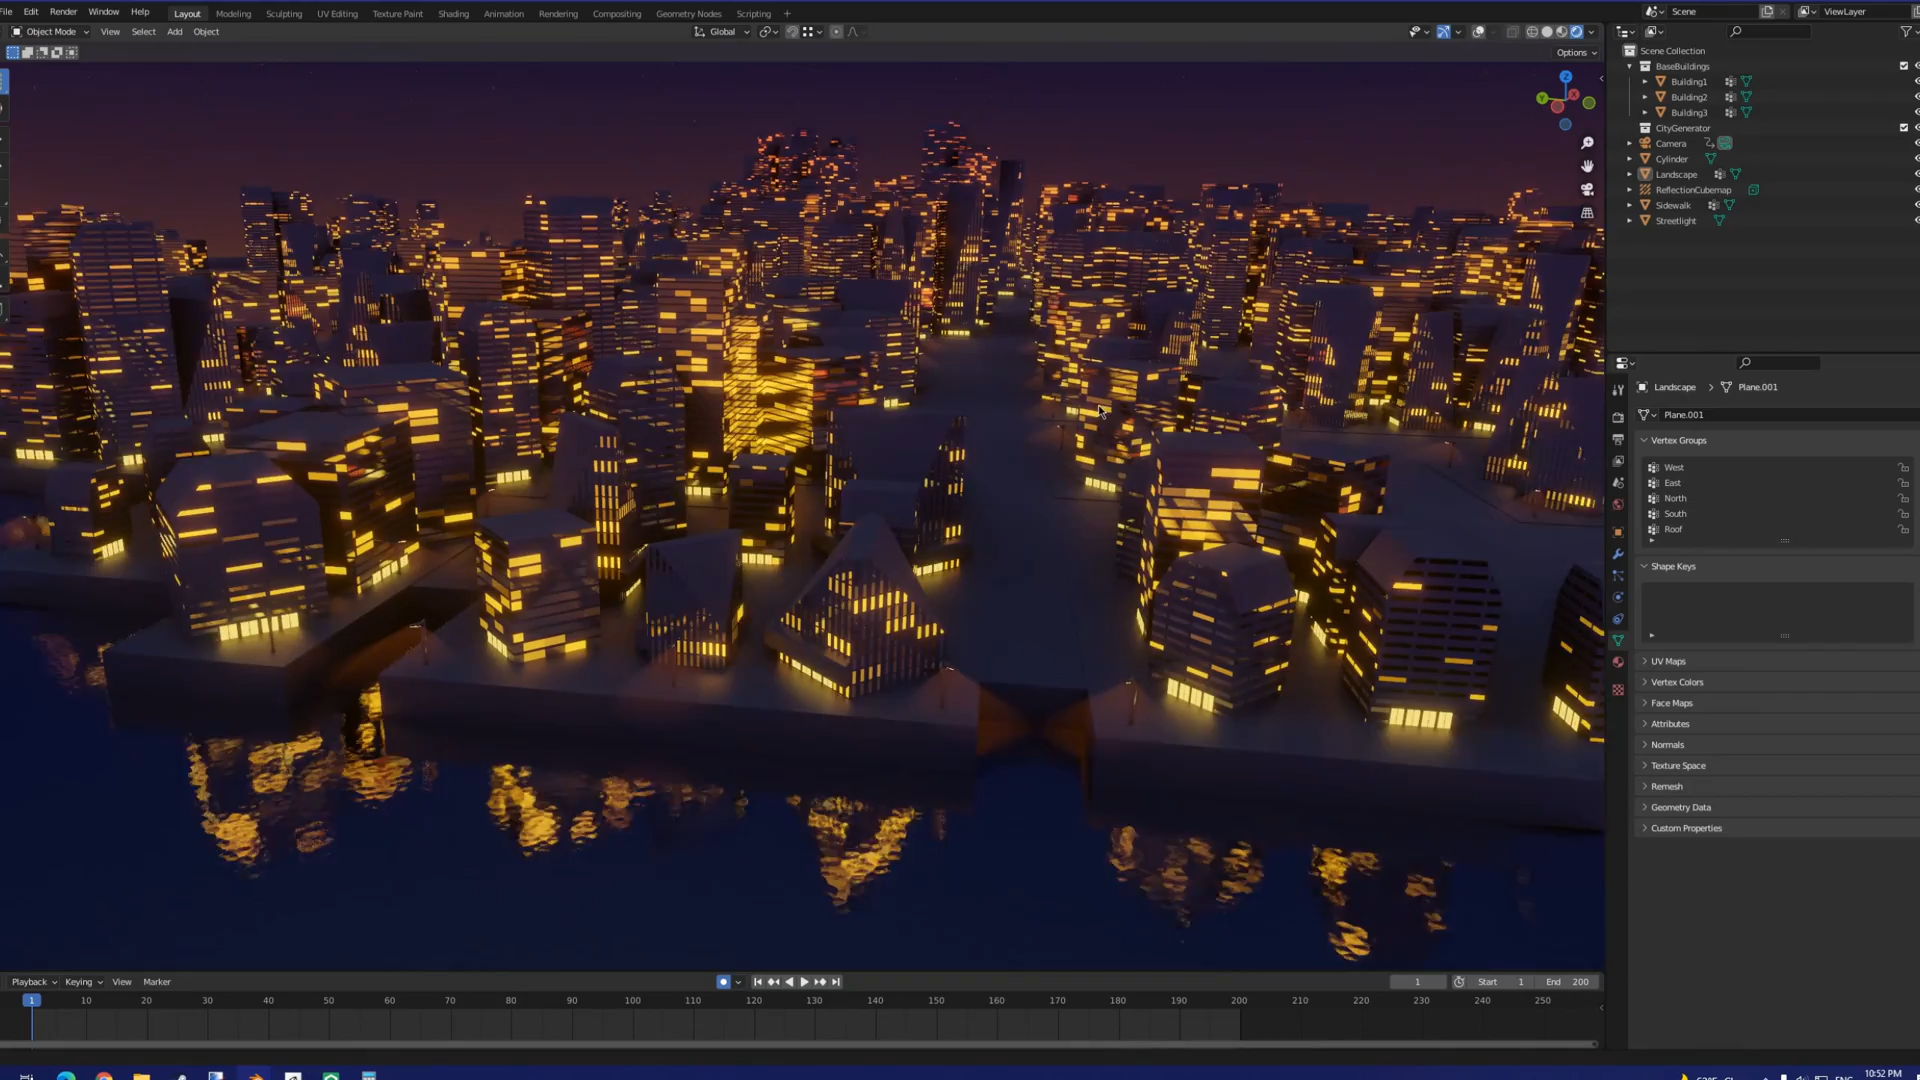 File Edit Render Window Help Layout Modeling Sculpting UV Editing Texture Paint Shading Animation Rendering Compositing Geometry Nodes Scripting + Scene ViewLayer
Object Mode View Select Add Object Global
Options
Scene Collection
BaseBuildings
Building1
Building2
Building3
CityGenerator
Camera
Cylinder
Landscape
ReflectionCubemap
Sidewalk
Streetlight
Z
Y
X
Landscape > Plane.001
Plane.001
Vertex Groups
West
East
North
South
Roof
Shape Keys
UV Maps
Vertex Colors
Face Maps
Attributes
Normals
Texture Space
Remesh
Geometry Data
Custom Properties
Playback Keying View Marker 1 Start 1 End 200
1 10 20 30 40 50 60 70 80 90 100 110 120 130 140 150 160 170 180 190 200 210 220 230 240 250
10:52 PM